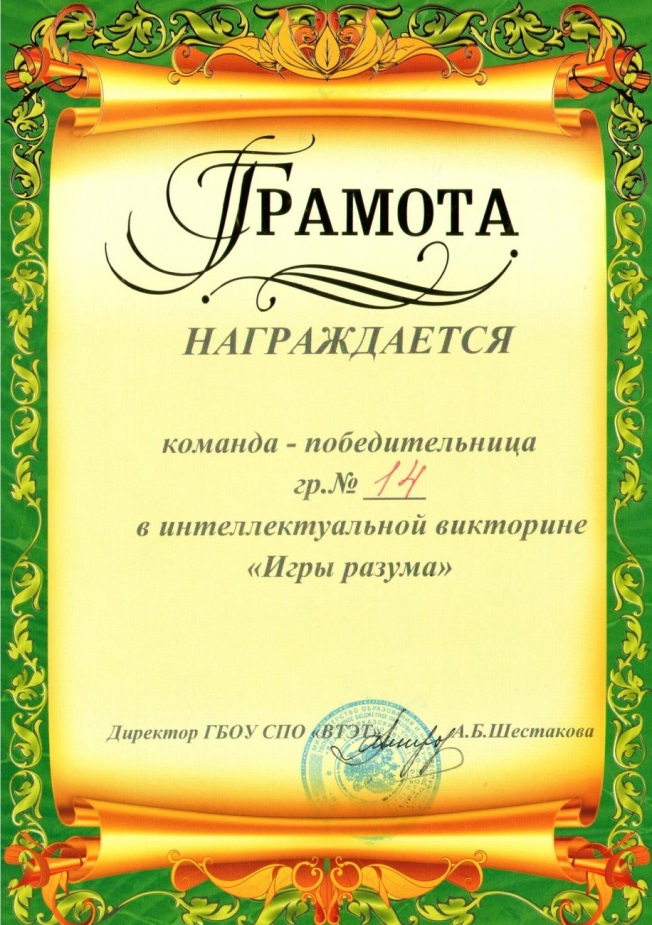 ГРАМОТА
НАГРАЖДАЕТСЯ
команда - победительница
гр.№ 14
в интеллектуальной викторине
«Игры разума»
Директор ГБОУ СПО «ВТЭТ» А.Б.Шестакова